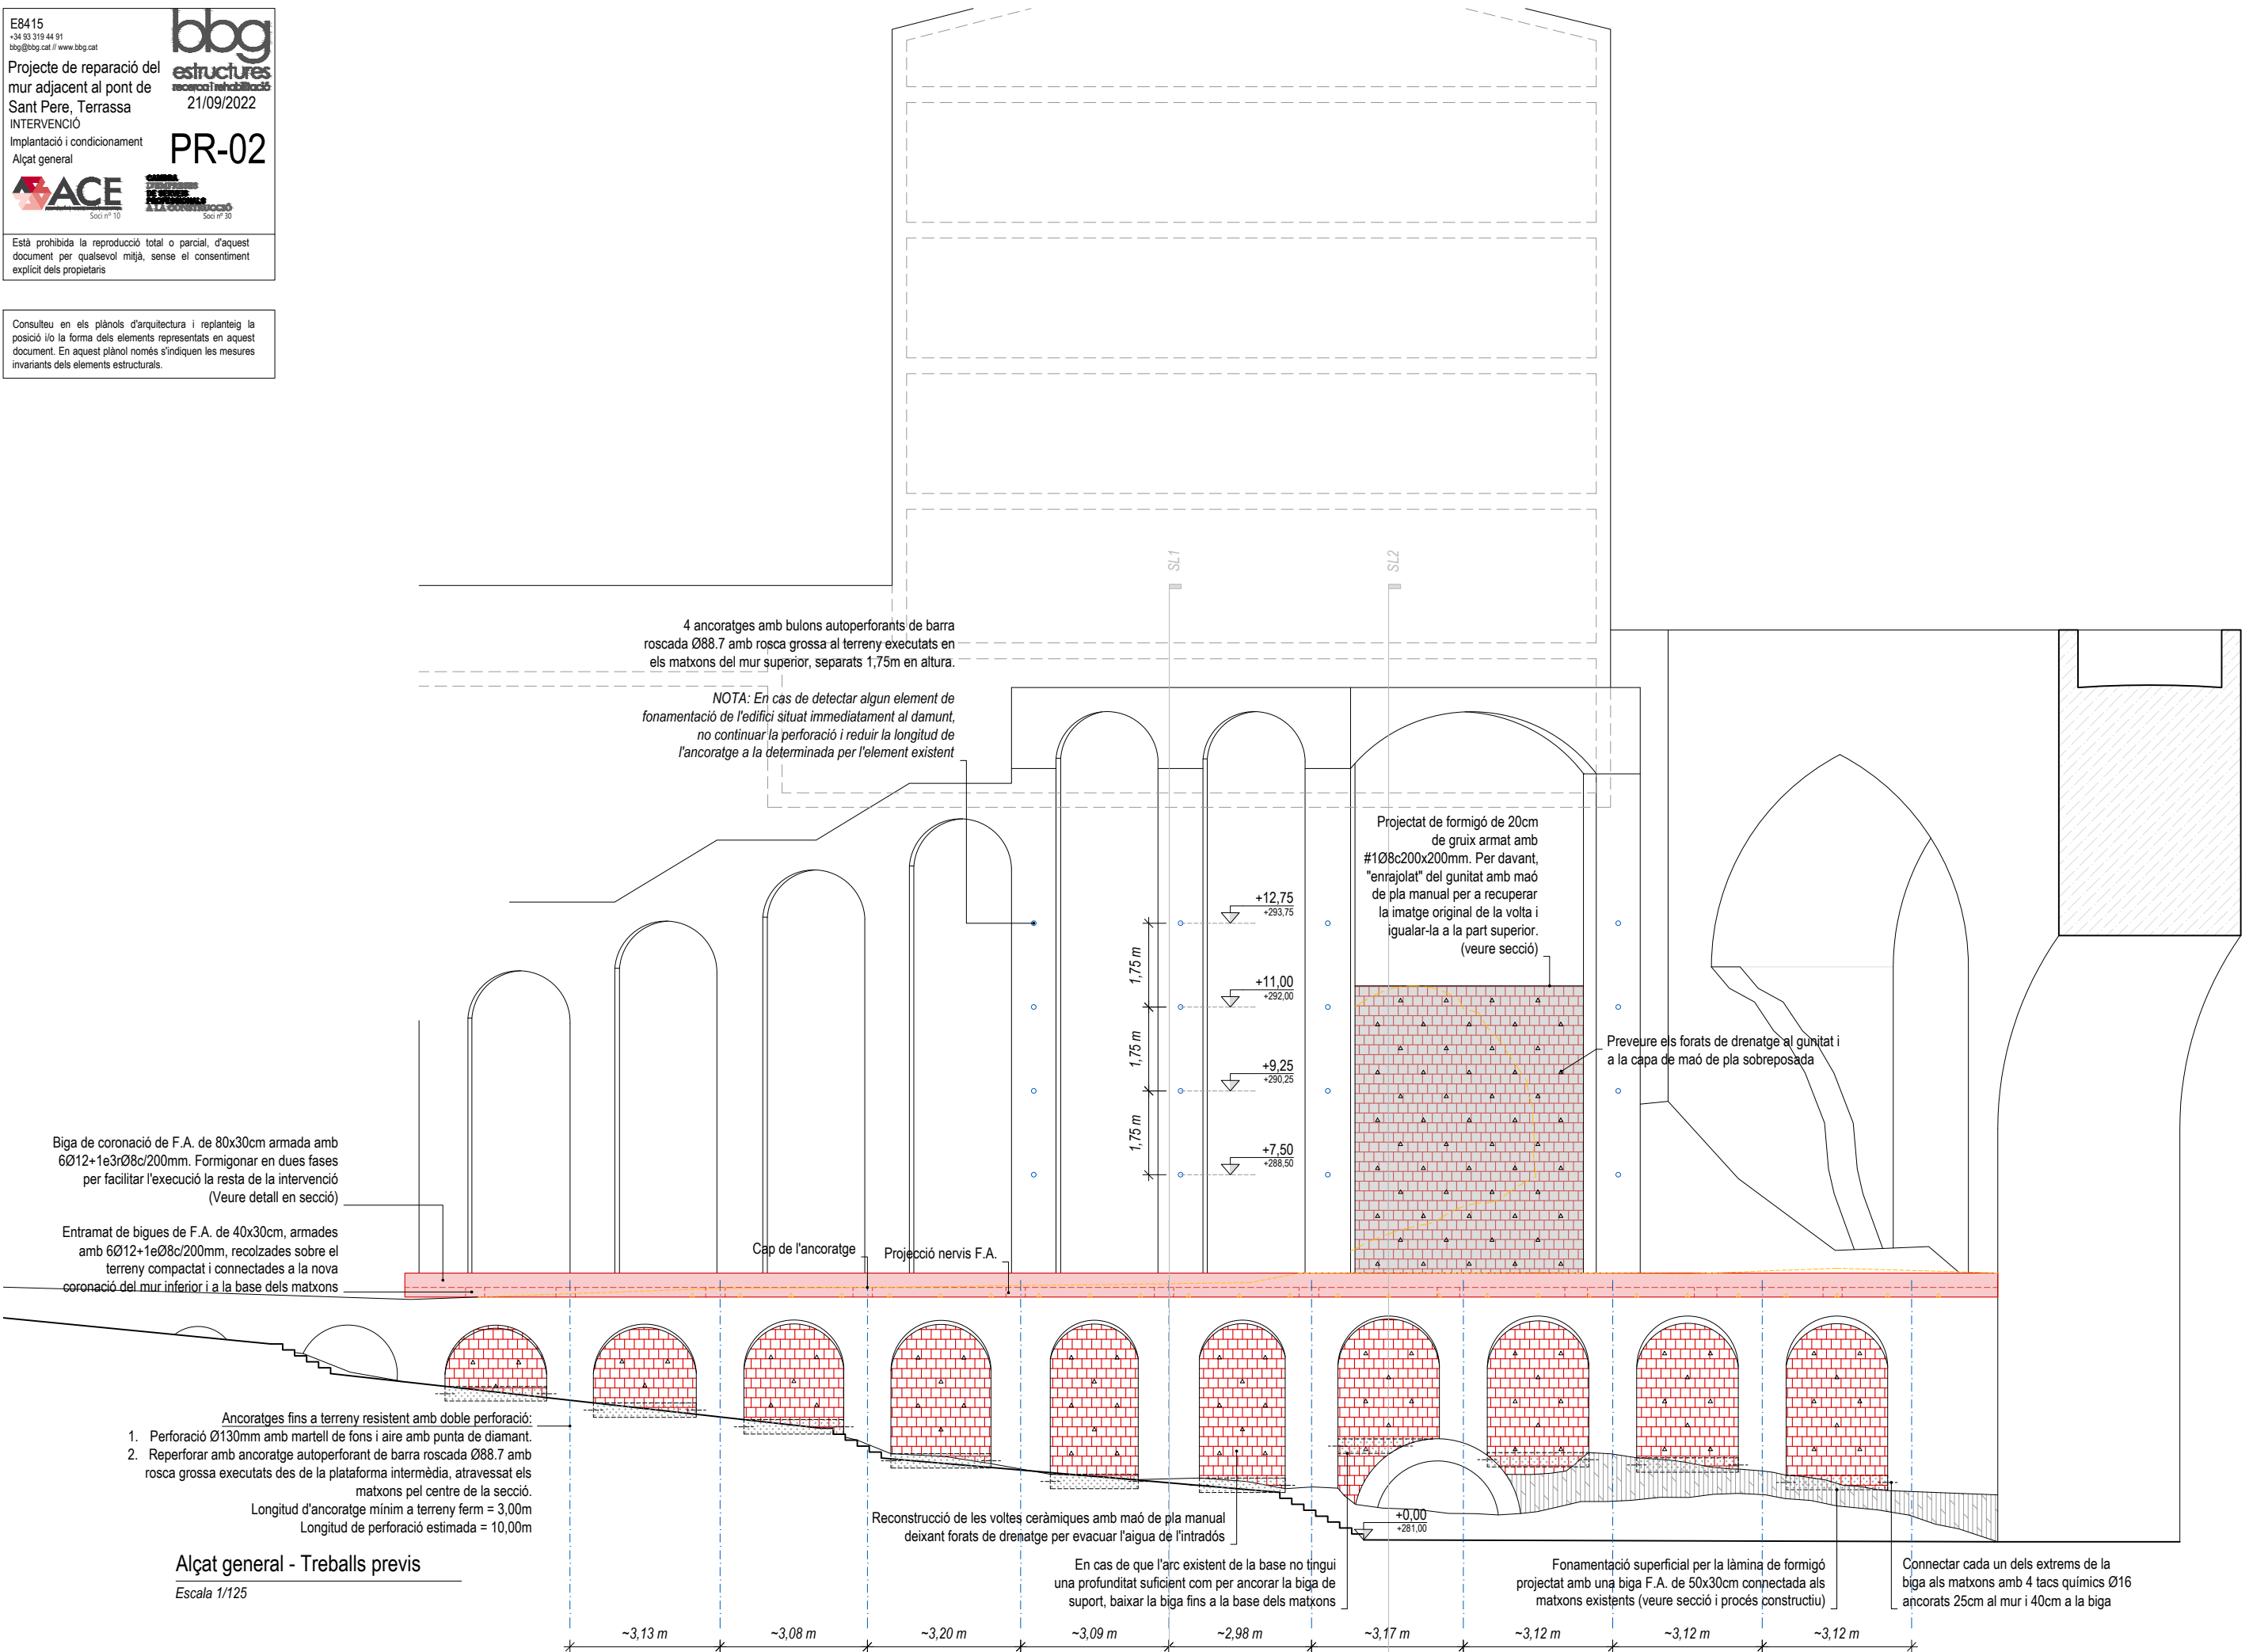 E8415
+34 93 319 44 91
bbg@bbg.cat // www.bbg.cat
bbg
estructures
recerca i rehabilitació
Projecte de reparació del
mur adjacent al pont de
Sant Pere, Terrassa
21/09/2022
INTERVENCIÓ
Implantació i condicionament
Alçat general
PR-02
ACE
Soci nº 10
CAMBRA
D'EMPRESES
DE SERVEIS
PROFESSIONALS
A LA CONSTRUCCIÓ
Soci nº 30
Està prohibida la reproducció total o parcial, d'aquest
document per qualsevol mitjà, sense el consentiment
explícit dels propietaris
Consulteu en els plànols d'arquitectura i replanteig la
posició i/o la forma dels elements representats en aquest
document. En aquest plànol només s'indiquen les mesures
invariants dels elements estructurals.
SL1
SL2
4 ancoratges amb bulons autoperforants de barra
roscada Ø88.7 amb rosca grossa al terreny executats en
els matxons del mur superior, separats 1,75m en altura.
NOTA: En cas de detectar algun element de
fonamentació de l'edifici situat immediatament al damunt,
no continuar la perforació i reduir la longitud de
l'ancoratge a la determinada per l'element existent
Projectat de formigó de 20cm
de gruix armat amb
#1Ø8c200x200mm. Per davant,
"enrajolat" del gunitat amb maó
de pla manual per a recuperar
la imatge original de la volta i
igualar-la a la part superior.
(veure secció)
+12,75
+293,75
1,75 m
+11,00
+292,00
1,75 m
+9,25
+290,25
1,75 m
+7,50
+288,50
Preveure els forats de drenatge al gunitat i
a la capa de maó de pla sobreposada
Biga de coronació de F.A. de 80x30cm armada amb
6Ø12+1e3rØ8c/200mm. Formigonar en dues fases
per facilitar l'execució la resta de la intervenció
(Veure detall en secció)
Entramat de bigues de F.A. de 40x30cm, armades
amb 6Ø12+1eØ8c/200mm, recolzades sobre el
terreny compactat i connectades a la nova
coronació del mur inferior i a la base dels matxons
Cap de l'ancoratge
Projecció nervis F.A.
Ancoratges fins a terreny resistent amb doble perforació:
1. Perforació Ø130mm amb martell de fons i aire amb punta de diamant.
2. Reperforar amb ancoratge autoperforant de barra roscada Ø88.7 amb
rosca grossa executats des de la plataforma intermèdia, atravessat els
matxons pel centre de la secció.
Longitud d'ancoratge mínim a terreny ferm = 3,00m
Longitud de perforació estimada = 10,00m
Reconstrucció de les voltes ceràmiques amb maó de pla manual
deixant forats de drenatge per evacuar l'aigua de l'intradós
+0,00
+281,00
En cas de que l'arc existent de la base no tingui
una profunditat suficient com per ancorar la biga de
suport, baixar la biga fins a la base dels matxons
Fonamentació superficial per la làmina de formigó
projectat amb una biga F.A. de 50x30cm connectada als
matxons existents (veure secció i procés constructiu)
Connectar cada un dels extrems de la
biga als matxons amb 4 tacs químics Ø16
ancorats 25cm al mur i 40cm a la biga
Alçat general - Treballs previs
Escala 1/125
~3,13 m
~3,08 m
~3,20 m
~3,09 m
~2,98 m
~3,17 m
~3,12 m
~3,12 m
~3,12 m